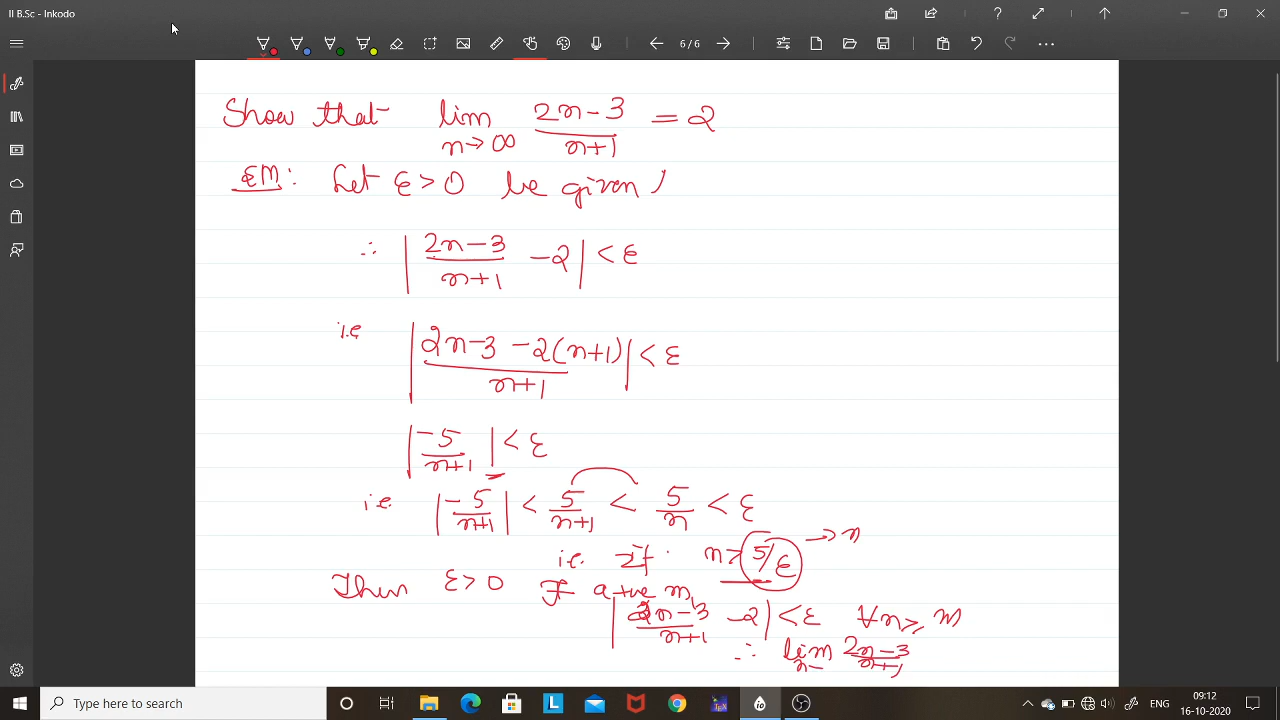 II B.Sc - Inkodo
6/6
Show that lim n→∞ (2n-3)/(n+1) = 2
Let ε > 0 be given
∴ |(2n-3)/(n+1) - 2| < ε
i.e |(2n-3-2(n+1))/(n+1)| < ε
|-5/(n+1)| < ε
i.e. |-5/(n+1)| < 5/(n+1) < 5/n < ε
i.e. if n > 5/ε → n
Then ε > 0 If a +ve m,
|(2n-3)/(n+1) - 2| < ε ∀ n ≥ m
∴ lim n→ (2n-3)/(n+1)
Type here to search
09:12
16-10-2020